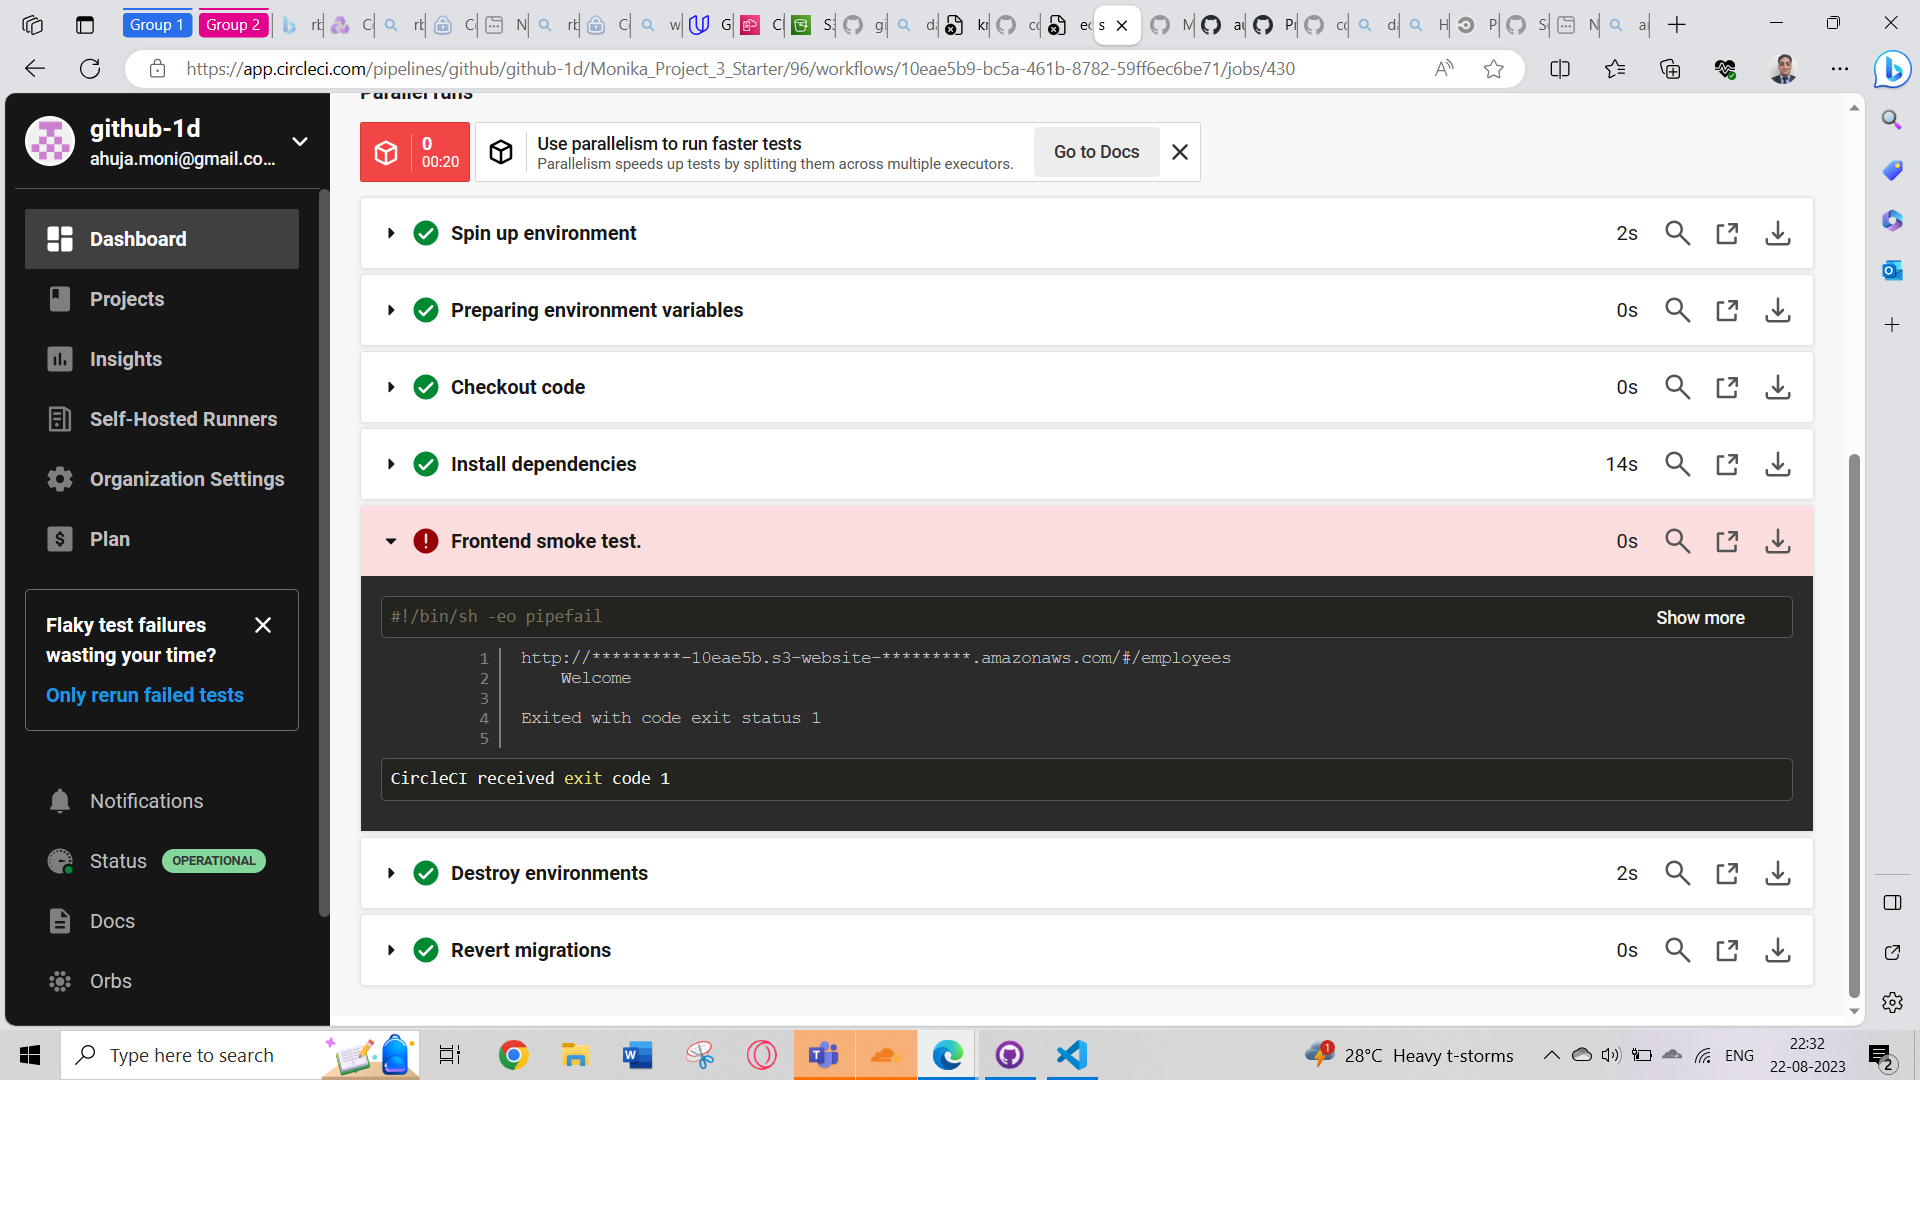 Group 1
Group 2
https://app.circleci.com/pipelines/github/github-1d/Monika_Project_3_Starter/96/workflows/10eae5b9-bc5a-461b-8782-59ff6ec6be71/jobs/430
github-1d
ahuja.moni@gmail.co...
Dashboard
Projects
Insights
Self-Hosted Runners
Organization Settings
Plan
Flaky test failures
wasting your time?
Only rerun failed tests
Notifications
Status OPERATIONAL
Docs
Orbs
Parallel runs
0
00:20
Use parallelism to run faster tests
Parallelism speeds up tests by splitting them across multiple executors.
Go to Docs
Spin up environment 2s
Preparing environment variables 0s
Checkout code 0s
Install dependencies 14s
Frontend smoke test. 0s
#!/bin/sh -eo pipefail
Show more
1 http://*********-10eae5b.s3-website-*********.amazonaws.com/#/employees
2 Welcome
3
4 Exited with code exit status 1
5
CircleCI received exit code 1
Destroy environments 2s
Revert migrations 0s
Type here to search
28°C Heavy t-storms
ENG
22:32
22-08-2023
2